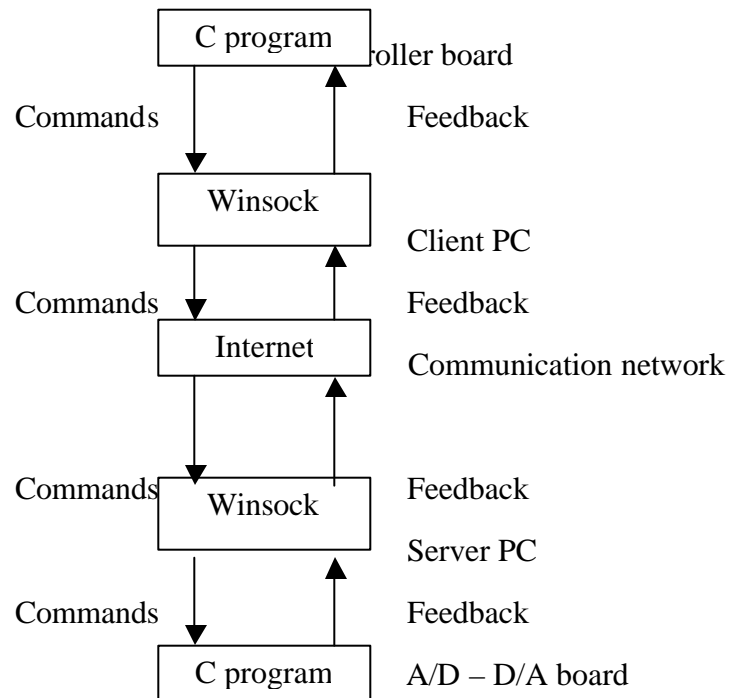 C program
roller board
Commands Feedback
Winsock
Client PC
Commands Feedback
Internet
Communication network
Commands Feedback
Winsock
Server PC
Commands Feedback
C program A/D – D/A board